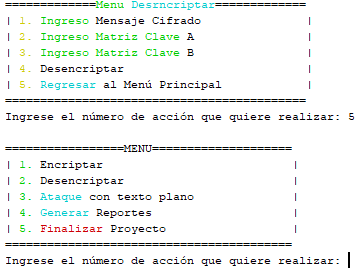 =============Menu Desrncriptar=============
| 1. Ingreso Mensaje Cifrado |
| 2. Ingreso Matriz Clave A |
| 3. Ingreso Matriz Clave B |
| 4. Desencriptar |
| 5. Regresar al Menú Principal |
===========================================
Ingrese el número de acción que quiere realizar: 5
=================MENU====================
| 1. Encriptar |
| 2. Desencriptar |
| 3. Ataque con texto plano |
| 4. Generar Reportes |
| 5. Finalizar Proyecto |
=========================================
Ingrese el número de acción que quiere realizar: